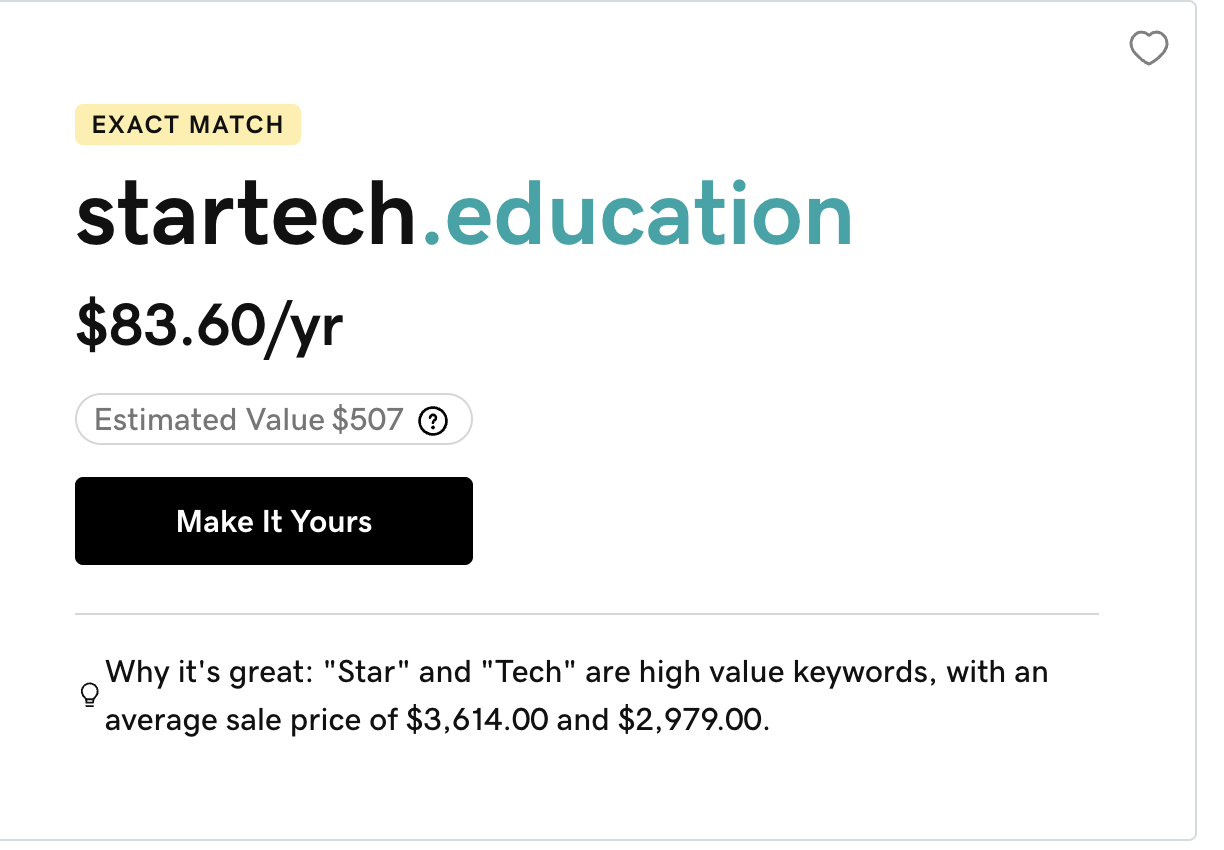 EXACT MATCH
startech.education
$83.60/yr
Estimated Value $507 ?
Make It Yours
Why it's great: "Star" and "Tech" are high value keywords, with an
average sale price of $3,614.00 and $2,979.00.